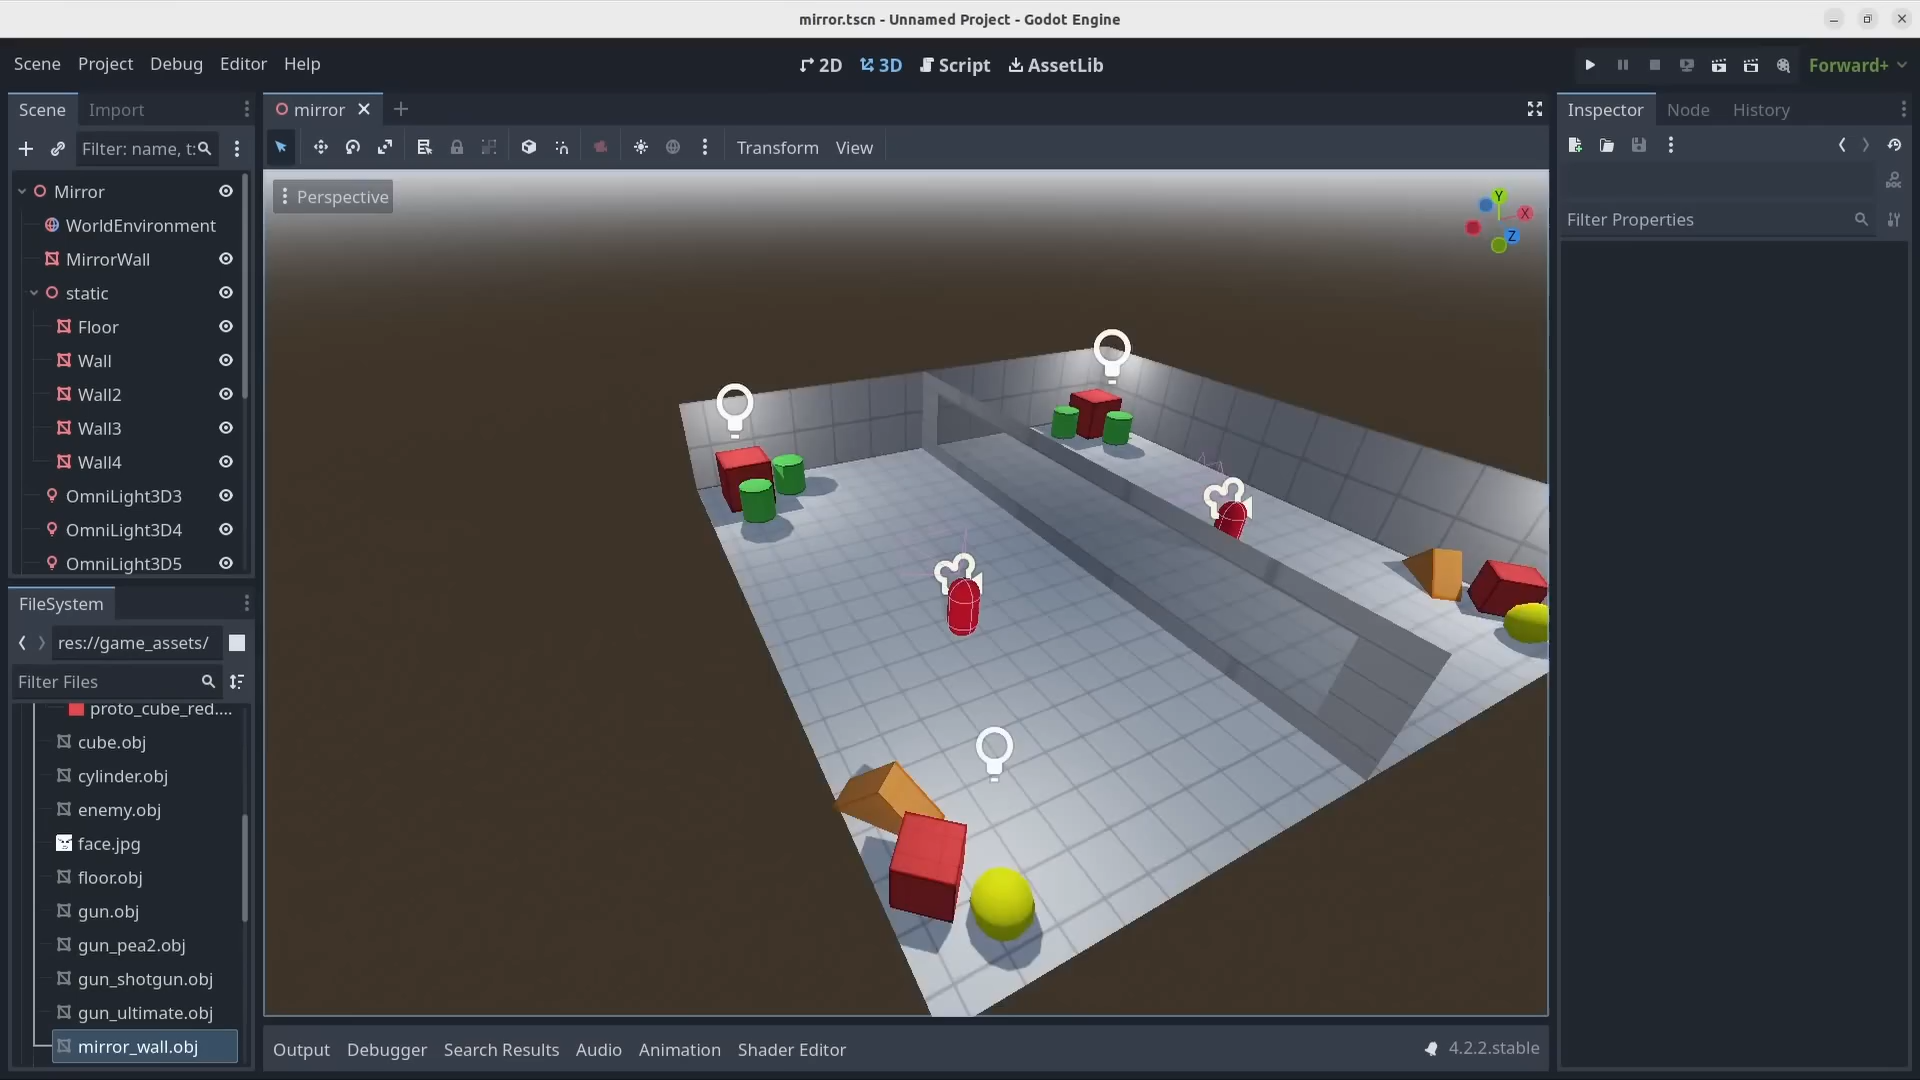 mirror.tscn - Unnamed Project - Godot Engine
Scene Project Debug Editor Help
2D 3D Script AssetLib
Forward+
Scene Import
mirror
Inspector Node History
Filter: name, t:
Transform View
Mirror
WorldEnvironment
MirrorWall
static
Floor
Wall
Wall2
Wall3
Wall4
OmniLight3D3
OmniLight3D4
OmniLight3D5
Perspective
Y
X
Z
DOC
Filter Properties
FileSystem
res://game_assets/
Filter Files
proto_cube_red....
cube.obj
cylinder.obj
enemy.obj
face.jpg
floor.obj
gun.obj
gun_pea2.obj
gun_shotgun.obj
gun_ultimate.obj
mirror_wall.obj
Output Debugger Search Results Audio Animation Shader Editor
4.2.2.stable